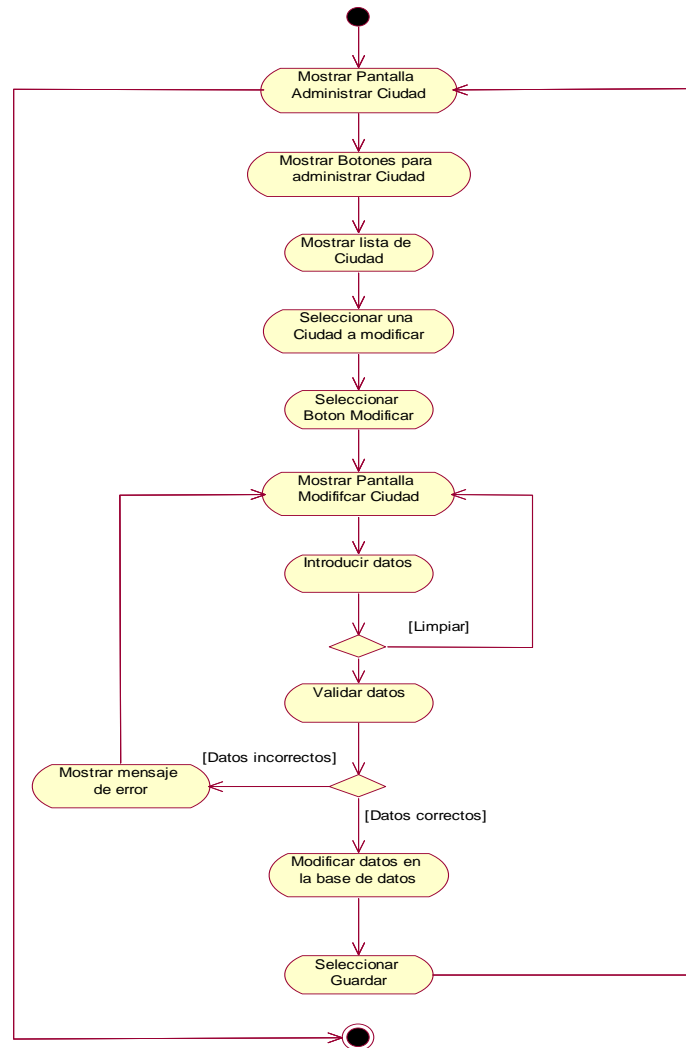 Mostrar Pantalla
Administrar Ciudad
Mostrar Botones para
administrar Ciudad
Mostrar lista de
Ciudad
Seleccionar una
Ciudad a modificar
Seleccionar
Boton Modificar
Mostrar Pantalla
Modififcar Ciudad
Introducir datos
[Limpiar]
Validar datos
[Datos incorrectos]
Mostrar mensaje
de error
[Datos correctos]
Modificar datos en
la base de datos
Seleccionar
Guardar